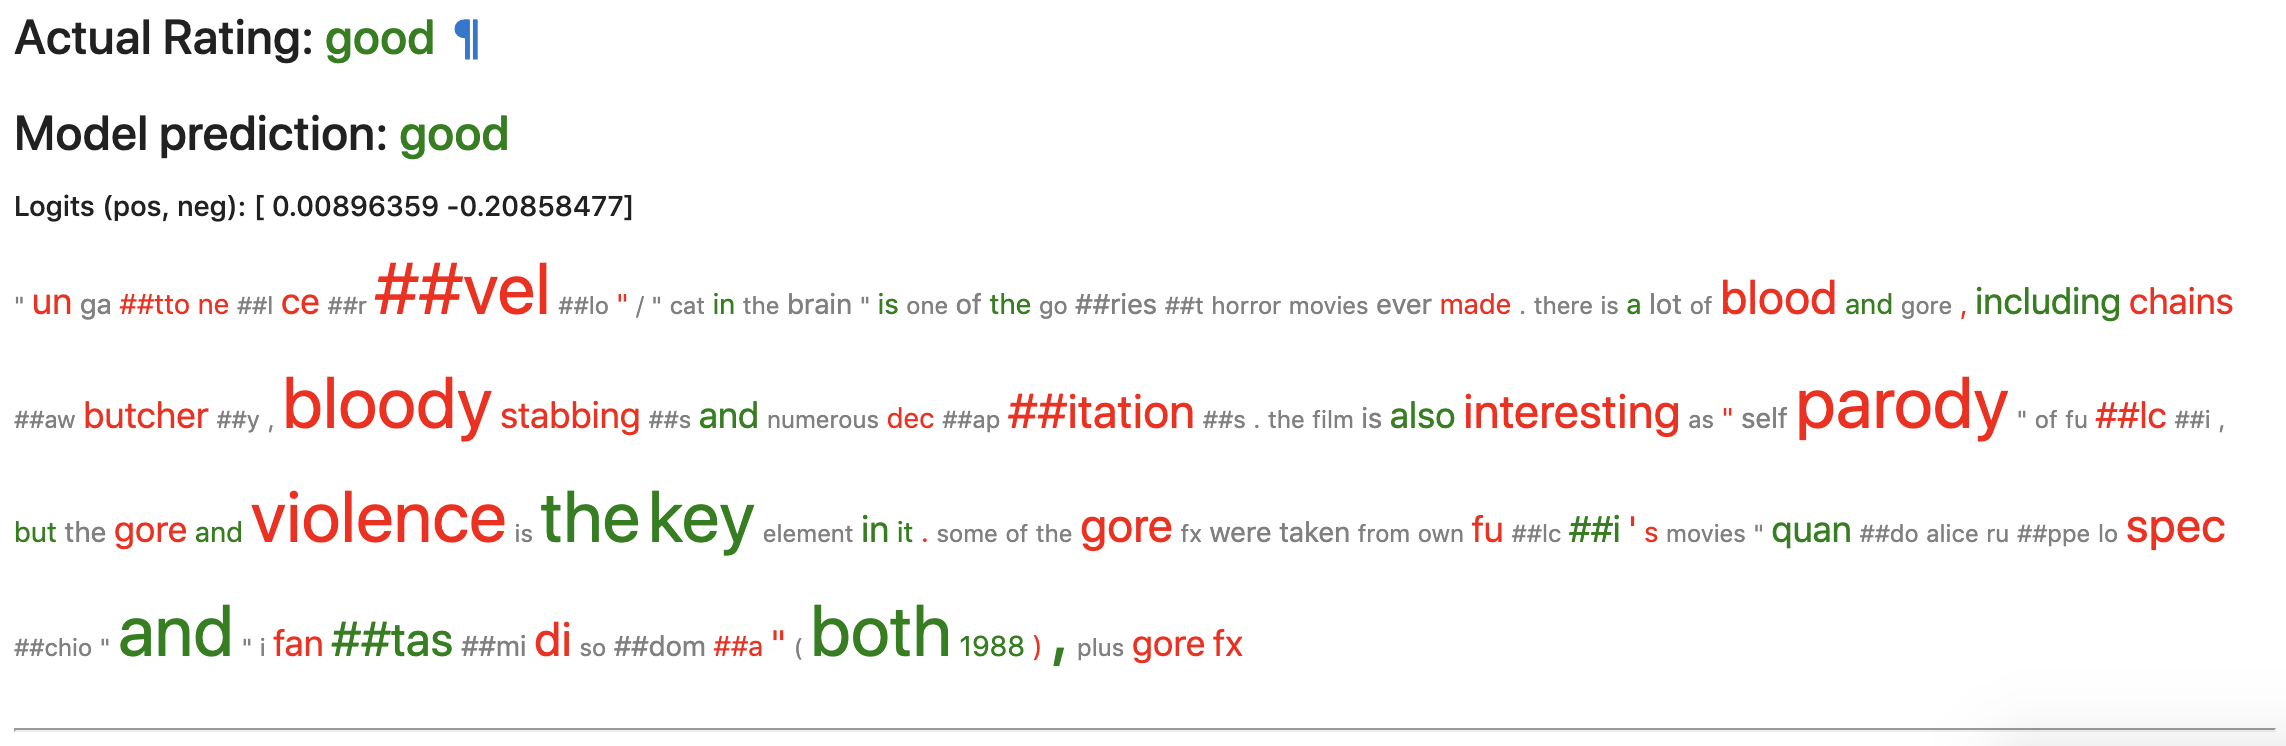 Actual Rating: good ¶
Model prediction: good
Logits (pos, neg): [ 0.00896359 -0.20858477]
" un ga ##tto ne ##l ce ##r ##vel ##lo " / " cat in the brain " is one of the go ##ries ##t horror movies ever made . there is a lot of blood and gore , including chains
##aw butcher ##y , bloody stabbing ##s and numerous dec ##ap ##itation ##s . the film is also interesting as " self parody " of fu ##lc ##i ,
but the gore and violence is the key element in it . some of the gore fx were taken from own fu ##lc ##i ' s movies " quan ##do alice ru ##ppe lo spec
##chio " and " i fan ##tas ##mi di so ##dom ##a " ( both 1988 ) , plus gore fx